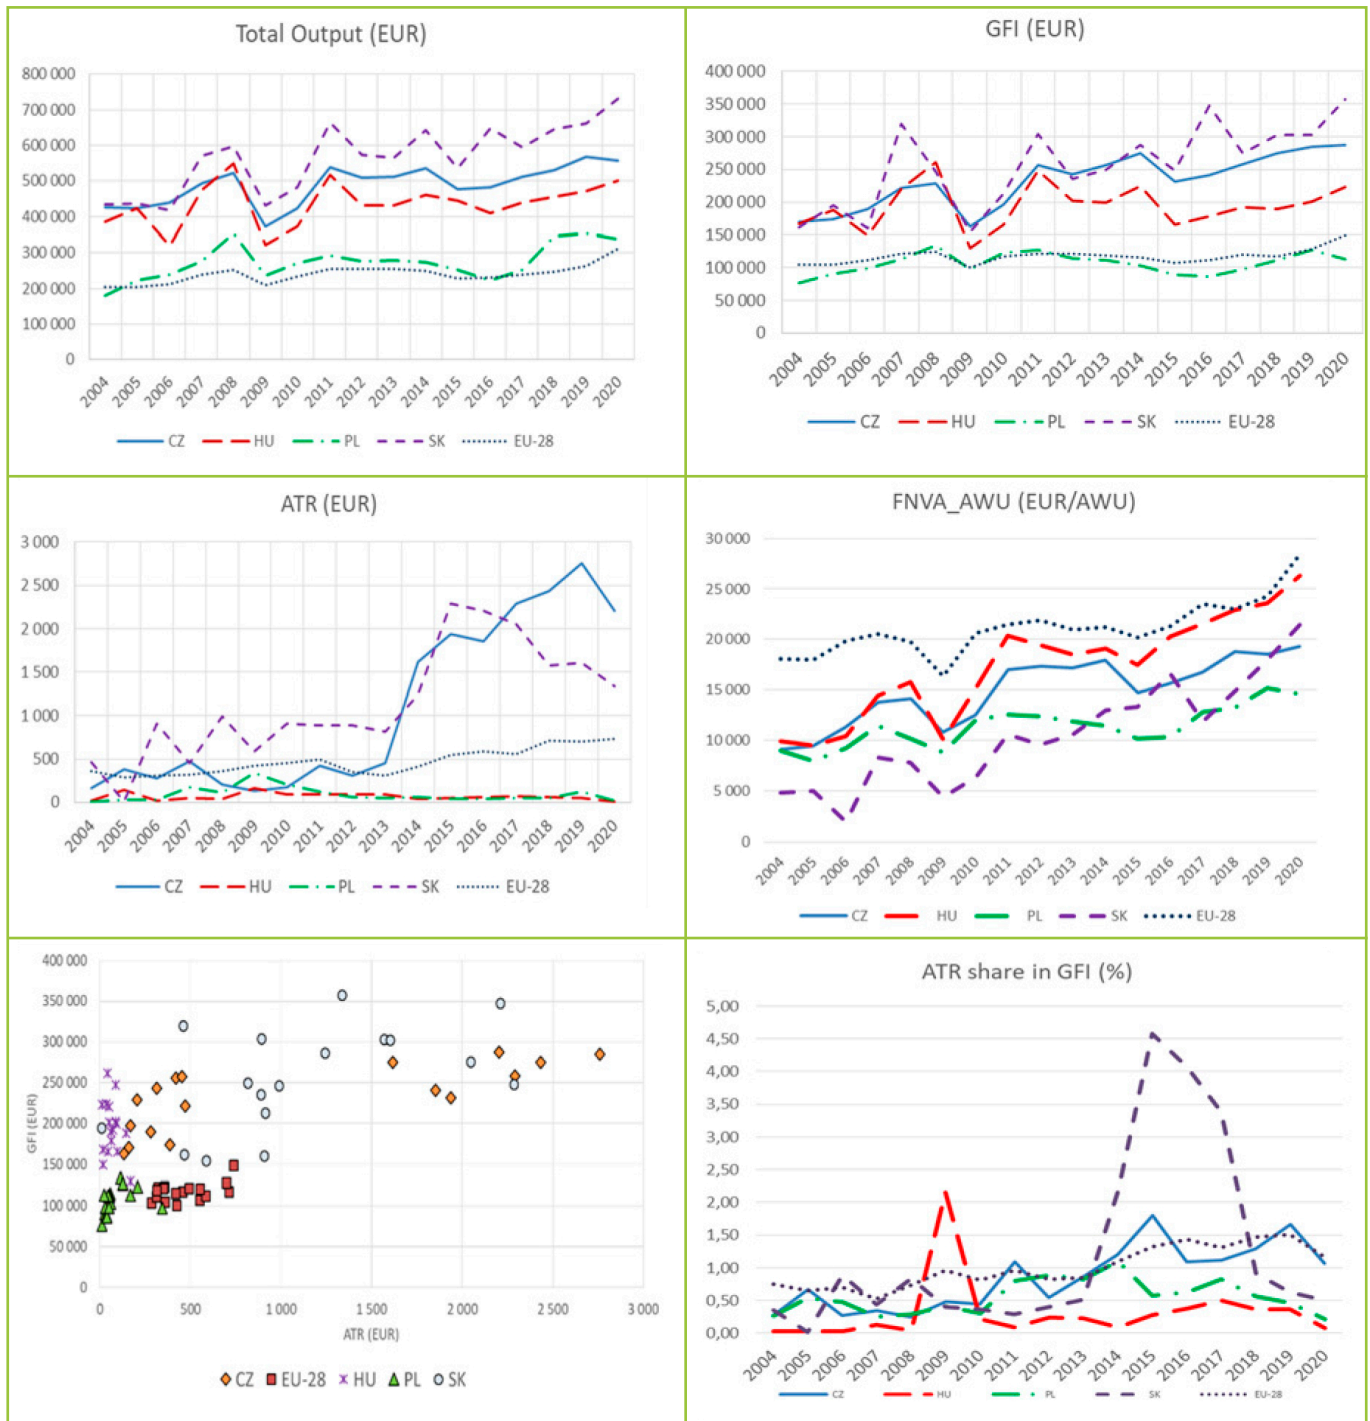 Total Output (EUR)
800 000
700 000
600 000
500 000
400 000
300 000
200 000
100 000
0
2004 2005 2006 2007 2008 2009 2010 2011 2012 2013 2014 2015 2016 2017 2018 2019 2020
CZ HU PL SK EU-28
GFI (EUR)
400 000
350 000
300 000
250 000
200 000
150 000
100 000
50 000
0
2004 2005 2006 2007 2008 2009 2010 2011 2012 2013 2014 2015 2016 2017 2018 2019 2020
CZ HU PL SK EU-28
ATR (EUR)
3 000
2 500
2 000
1 500
1 000
500
0
2004 2005 2006 2007 2008 2009 2010 2011 2012 2013 2014 2015 2016 2017 2018 2019 2020
CZ HU PL SK EU-28
FNVA_AWU (EUR/AWU)
30 000
25 000
20 000
15 000
10 000
5 000
0
2004 2005 2006 2007 2008 2009 2010 2011 2012 2013 2014 2015 2016 2017 2018 2019 2020
CZ HU PL SK EU-28
GFI (EUR)
400 000
350 000
300 000
250 000
200 000
150 000
100 000
50 000
0
0 500 1 000 1 500 2 000 2 500 3 000
ATR (EUR)
CZ EU-28 HU PL SK
ATR share in GFI (%)
5,00
4,50
4,00
3,50
3,00
2,50
2,00
1,50
1,00
0,50
0,00
2004 2005 2006 2007 2008 2009 2010 2011 2012 2013 2014 2015 2016 2017 2018 2019 2020
CZ HU PL SK EU-28